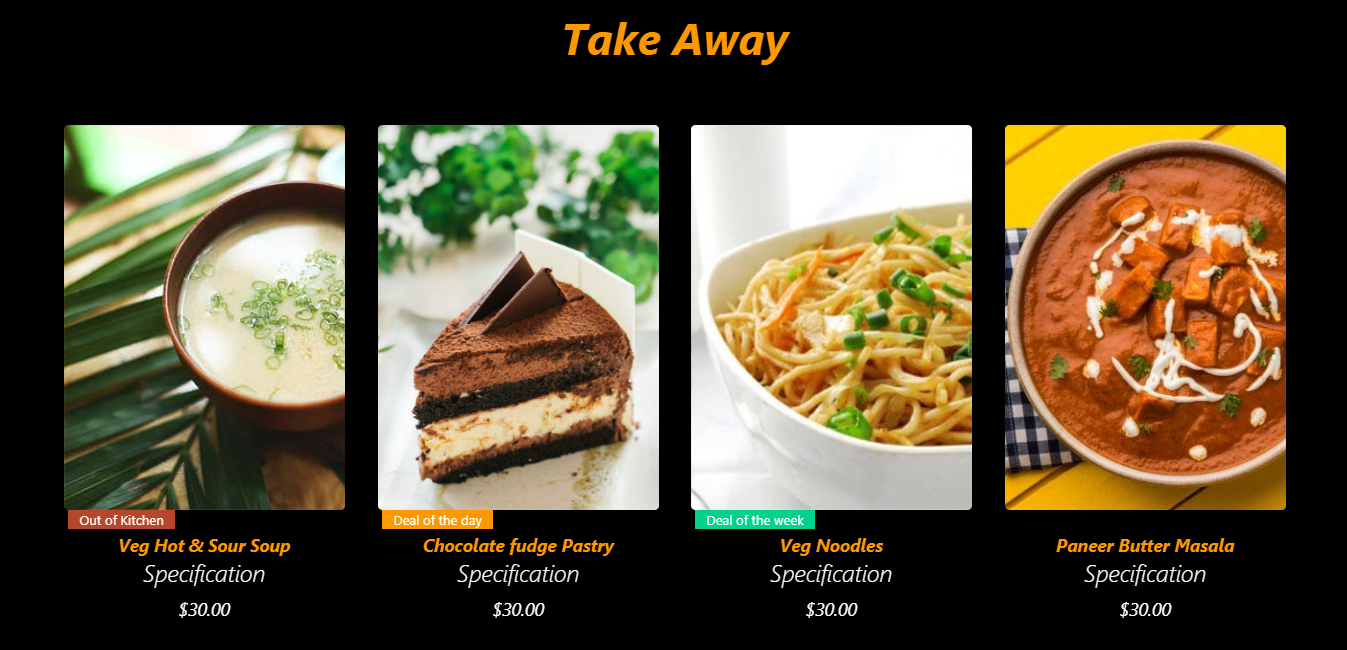 Take Away
Out of Kitchen
Veg Hot & Sour Soup
Specification
$30.00
Deal of the day
Chocolate fudge Pastry
Specification
$30.00
Deal of the week
Veg Noodles
Specification
$30.00
Paneer Butter Masala
Specification
$30.00